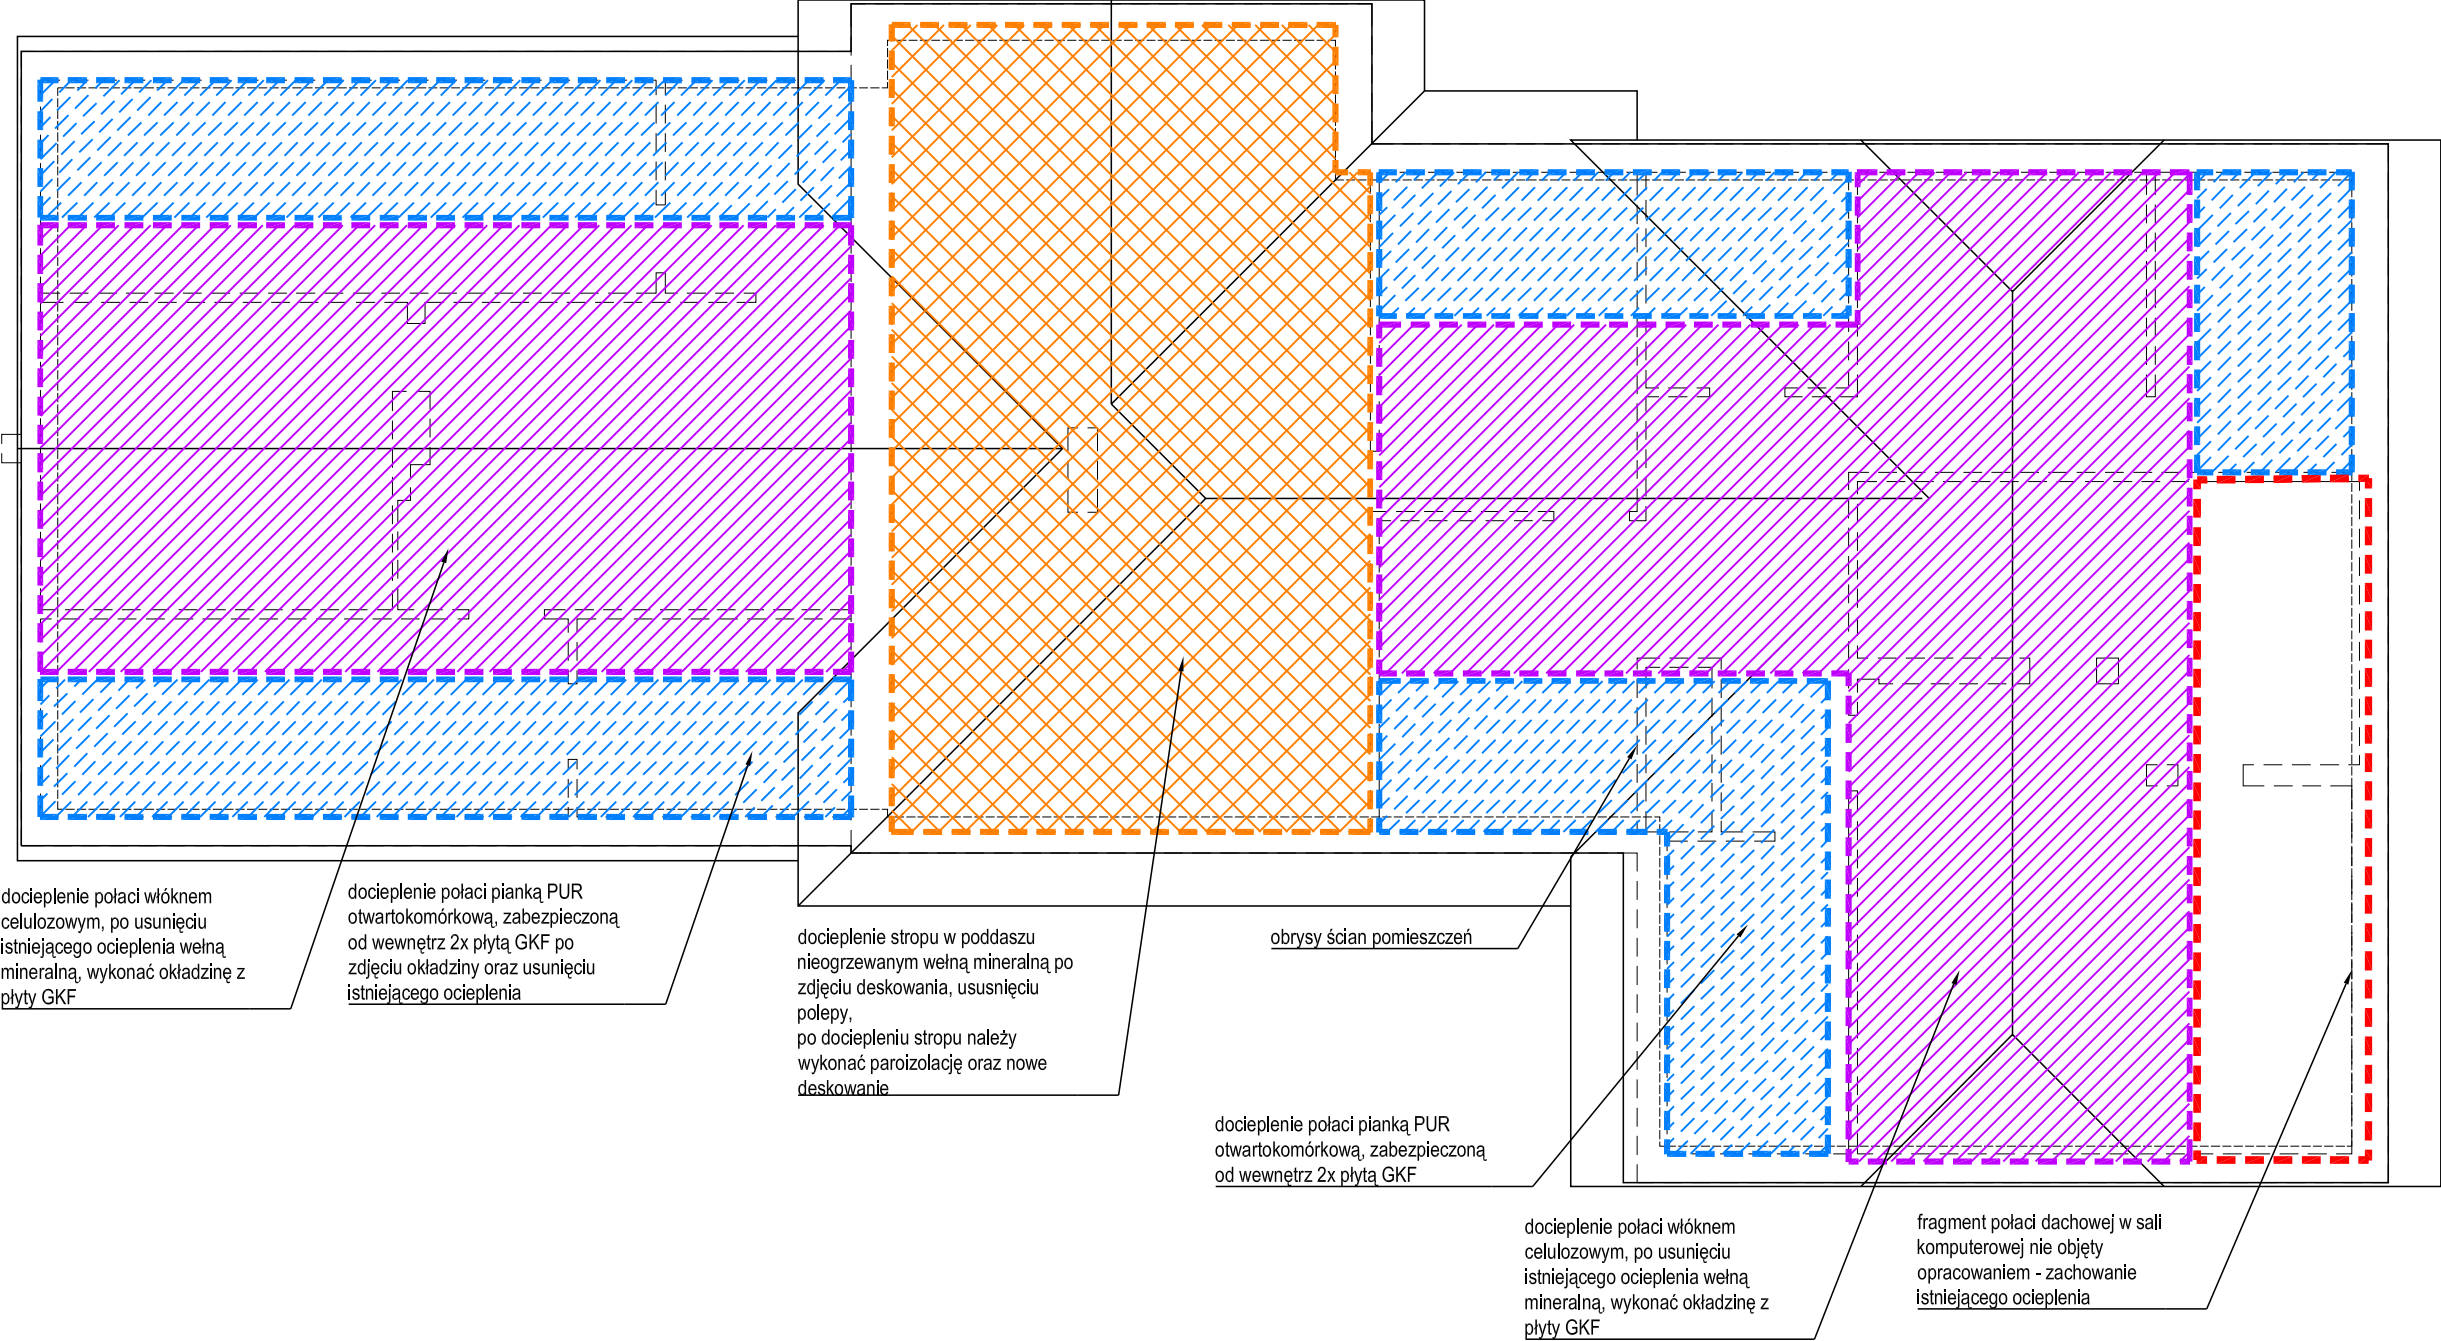 docieplenie połaci włóknem
celulozowym, po usunięciu
istniejącego ocieplenia wełną
mineralną, wykonać okładzinę z
płyty GKF
docieplenie połaci pianką PUR
otwartokomórkową, zabezpieczoną
od wewnętrz 2x płytą GKF po
zdjęciu okładziny oraz usunięciu
istniejącego ocieplenia
docieplenie stropu w poddaszu
nieogrzewanym wełną mineralną po
zdjęciu deskowania, ususnięciu
polepy,
po dociepleniu stropu należy
wykonać paroizolację oraz nowe
deskowanie
obrysy ścian pomieszczeń
docieplenie połaci pianką PUR
otwartokomórkową, zabezpieczoną
od wewnętrz 2x płytą GKF
docieplenie połaci włóknem
celulozowym, po usunięciu
istniejącego ocieplenia wełną
mineralną, wykonać okładzinę z
płyty GKF
fragment połaci dachowej w sali
komputerowej nie objęty
opracowaniem - zachowanie
istniejącego ocieplenia